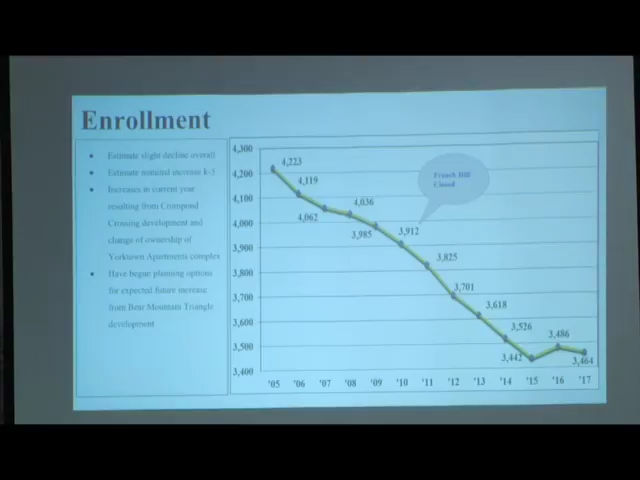 Enrollment
• Estimate slight decline overall
• Estimate nominal increase k-3
• Increases in current year
resulting from Crompond
Crossing development and
change of ownership of
Yorktown Apartments complex
• Have begun planning options
for expected future increase
from Bear Mountain Triangle
development
4,300
4,200
4,100
4,000
3,900
3,800
3,700
3,600
3,500
3,400
4,223
4,119
4,062
4,036
3,985
3,912
3,825
3,701
3,618
3,526
3,442
3,486
3,464
French Hill
Closed
'05 '06 '07 '08 '09 '10 '11 '12 '13 '14 '15 '16 '17